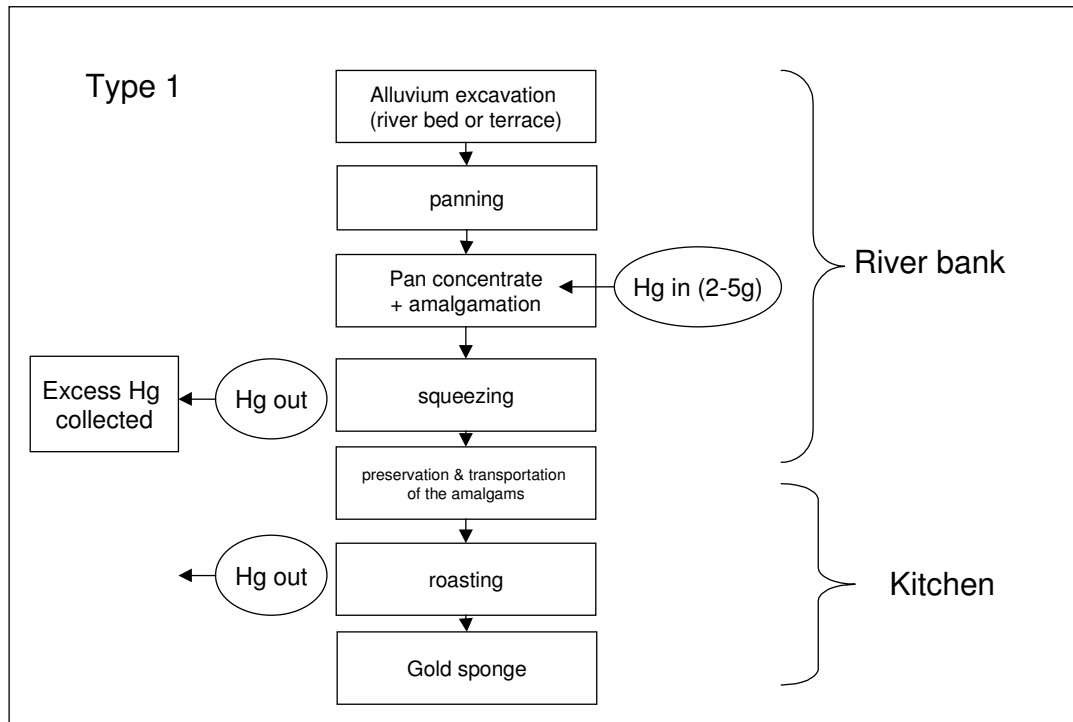 Type 1
Alluvium excavation
(river bed or terrace)
panning
Pan concentrate
+ amalgamation
Hg in (2-5g)
River bank
squeezing
Hg out
Excess Hg
collected
preservation & transportation
of the amalgams
roasting
Hg out
Kitchen
Gold sponge